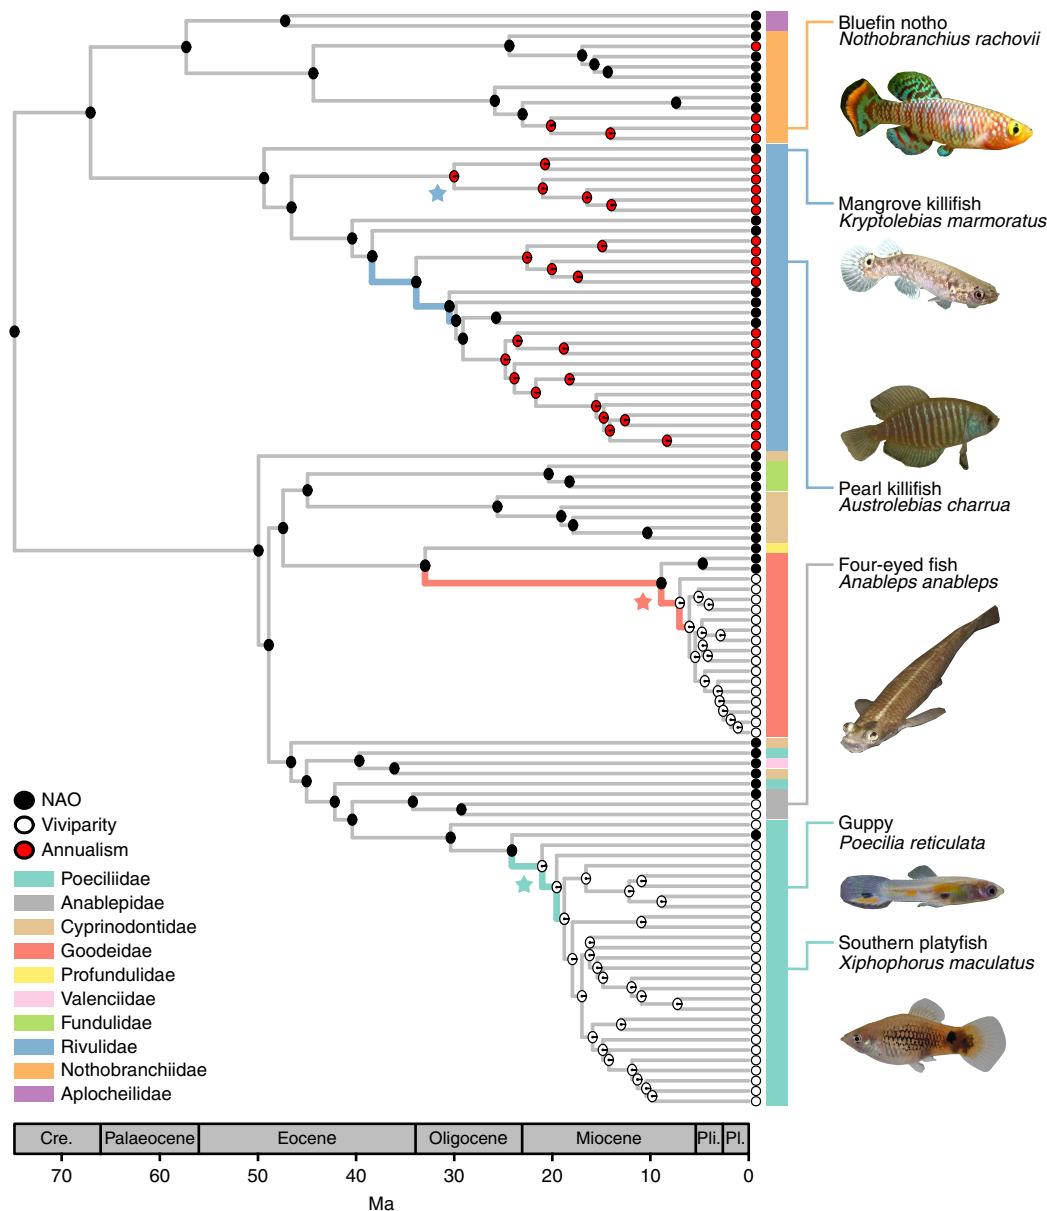 Bluefin notho
Nothobranchius rachovii
Mangrove killifish
Kryptolebias marmoratus
Pearl killifish
Austrolebias charrua
Four-eyed fish
Anableps anableps
Guppy
Poecilia reticulata
Southern platyfish
Xiphophorus maculatus
NAO
Viviparity
Annualism
Poeciliidae
Anablepidae
Cyprinodontidae
Goodeidae
Profundulidae
Valenciidae
Fundulidae
Rivulidae
Nothobranchiidae
Aplocheilidae
Cre. Palaeocene Eocene Oligocene Miocene Pli. Pl.
70 60 50 40 30 20 10 0
Ma